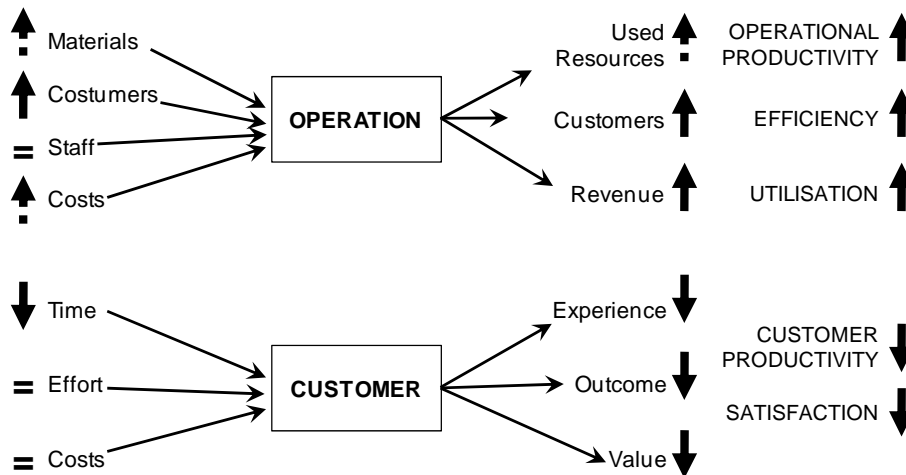 Materials
Costumers
= Staff
Costs
OPERATION
Used
Resources
Customers
Revenue
OPERATIONAL
PRODUCTIVITY
EFFICIENCY
UTILISATION
Time
= Effort
= Costs
CUSTOMER
Experience
Outcome
Value
CUSTOMER
PRODUCTIVITY
SATISFACTION